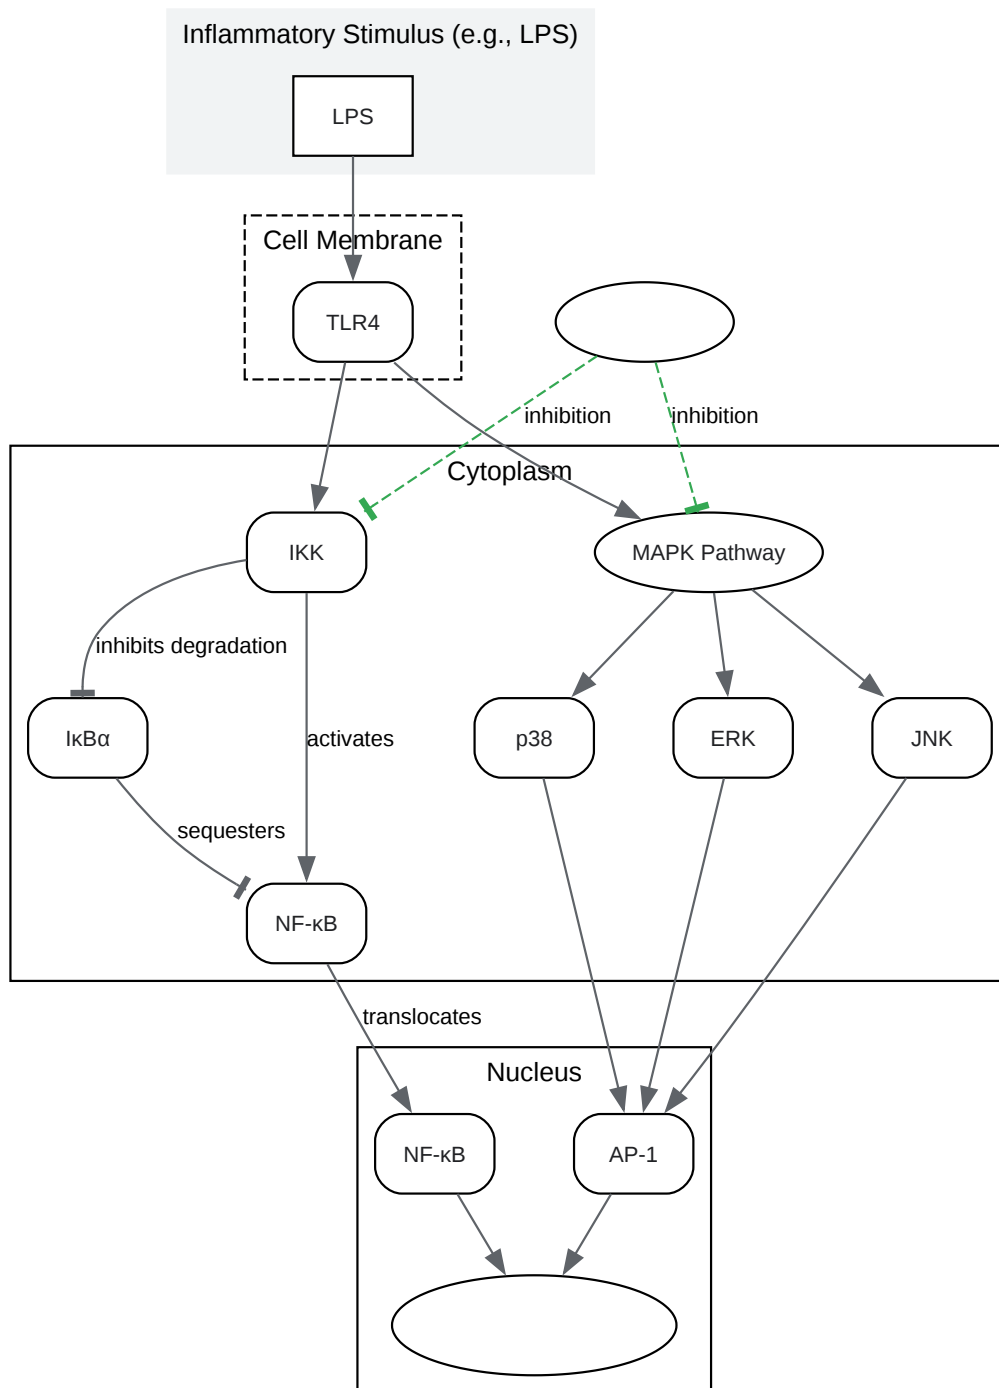 Inflammatory Stimulus (e.g., LPS)
LPS
Cell Membrane
TLR4
inhibition
inhibition
Cytoplasm
IKK
MAPK Pathway
inhibits degradation
IκBα
activates
p38
ERK
JNK
sequesters
NF-κB
translocates
Nucleus
NF-κB
AP-1